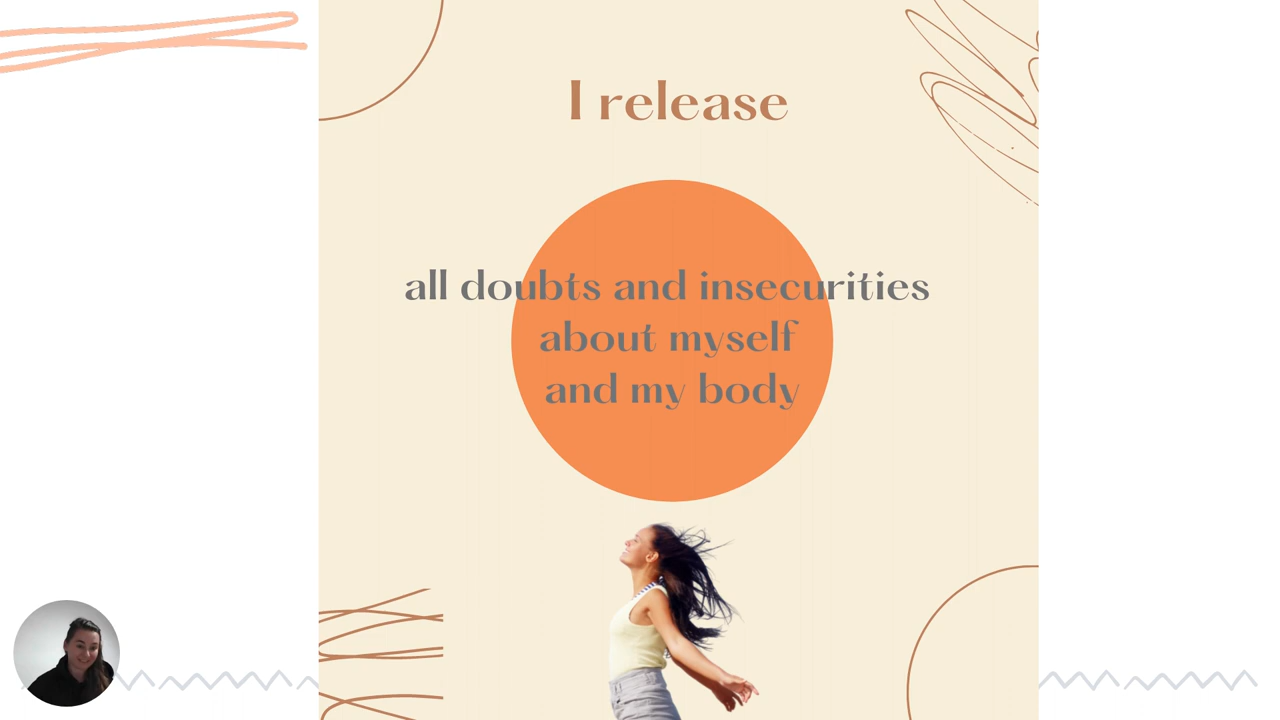 I release
all doubts and insecurities
about myself
and my body